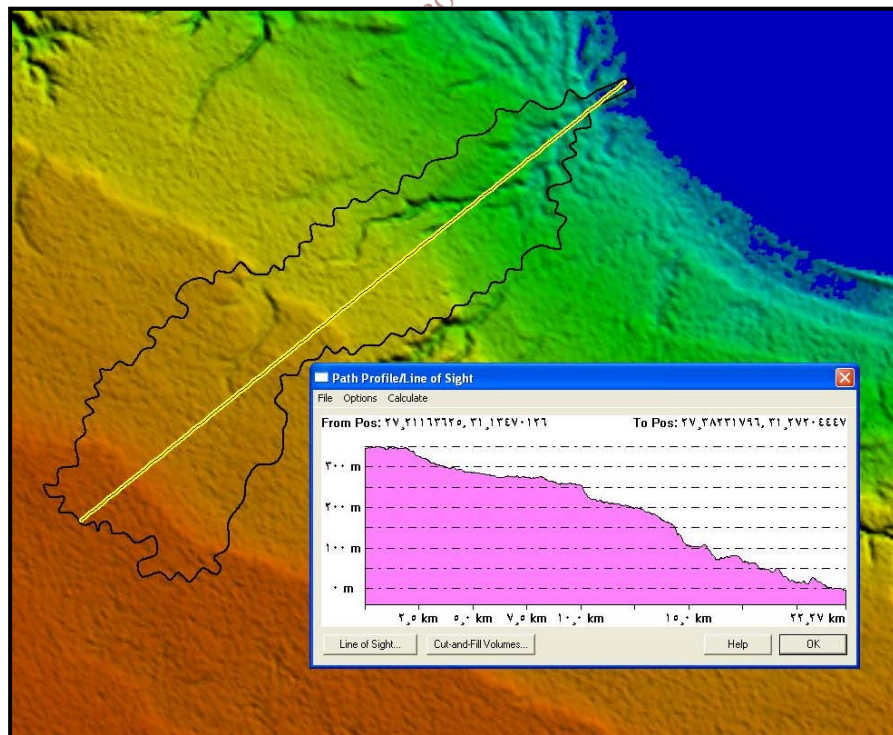 Path Profile/Line of Sight
File Options Calculate
From Pos: ٢٧,٢١١٦٣٦٢٥, ٣١,١٣٤٧٠١٢٦ To Pos: ٢٧,٣٨٢٣١٧٩٦, ٣١,٢٧٢٠٤٤٤٧
٣٠٠ m
٢٠٠ m
١٠٠ m
٠ m
٢,٥ km ٥,٠ km ٧,٥ km ١٠,٠ km ١٥,٠ km ٢٢,٢٧ km
Line of Sight... Cut-and-Fill Volumes... Help OK